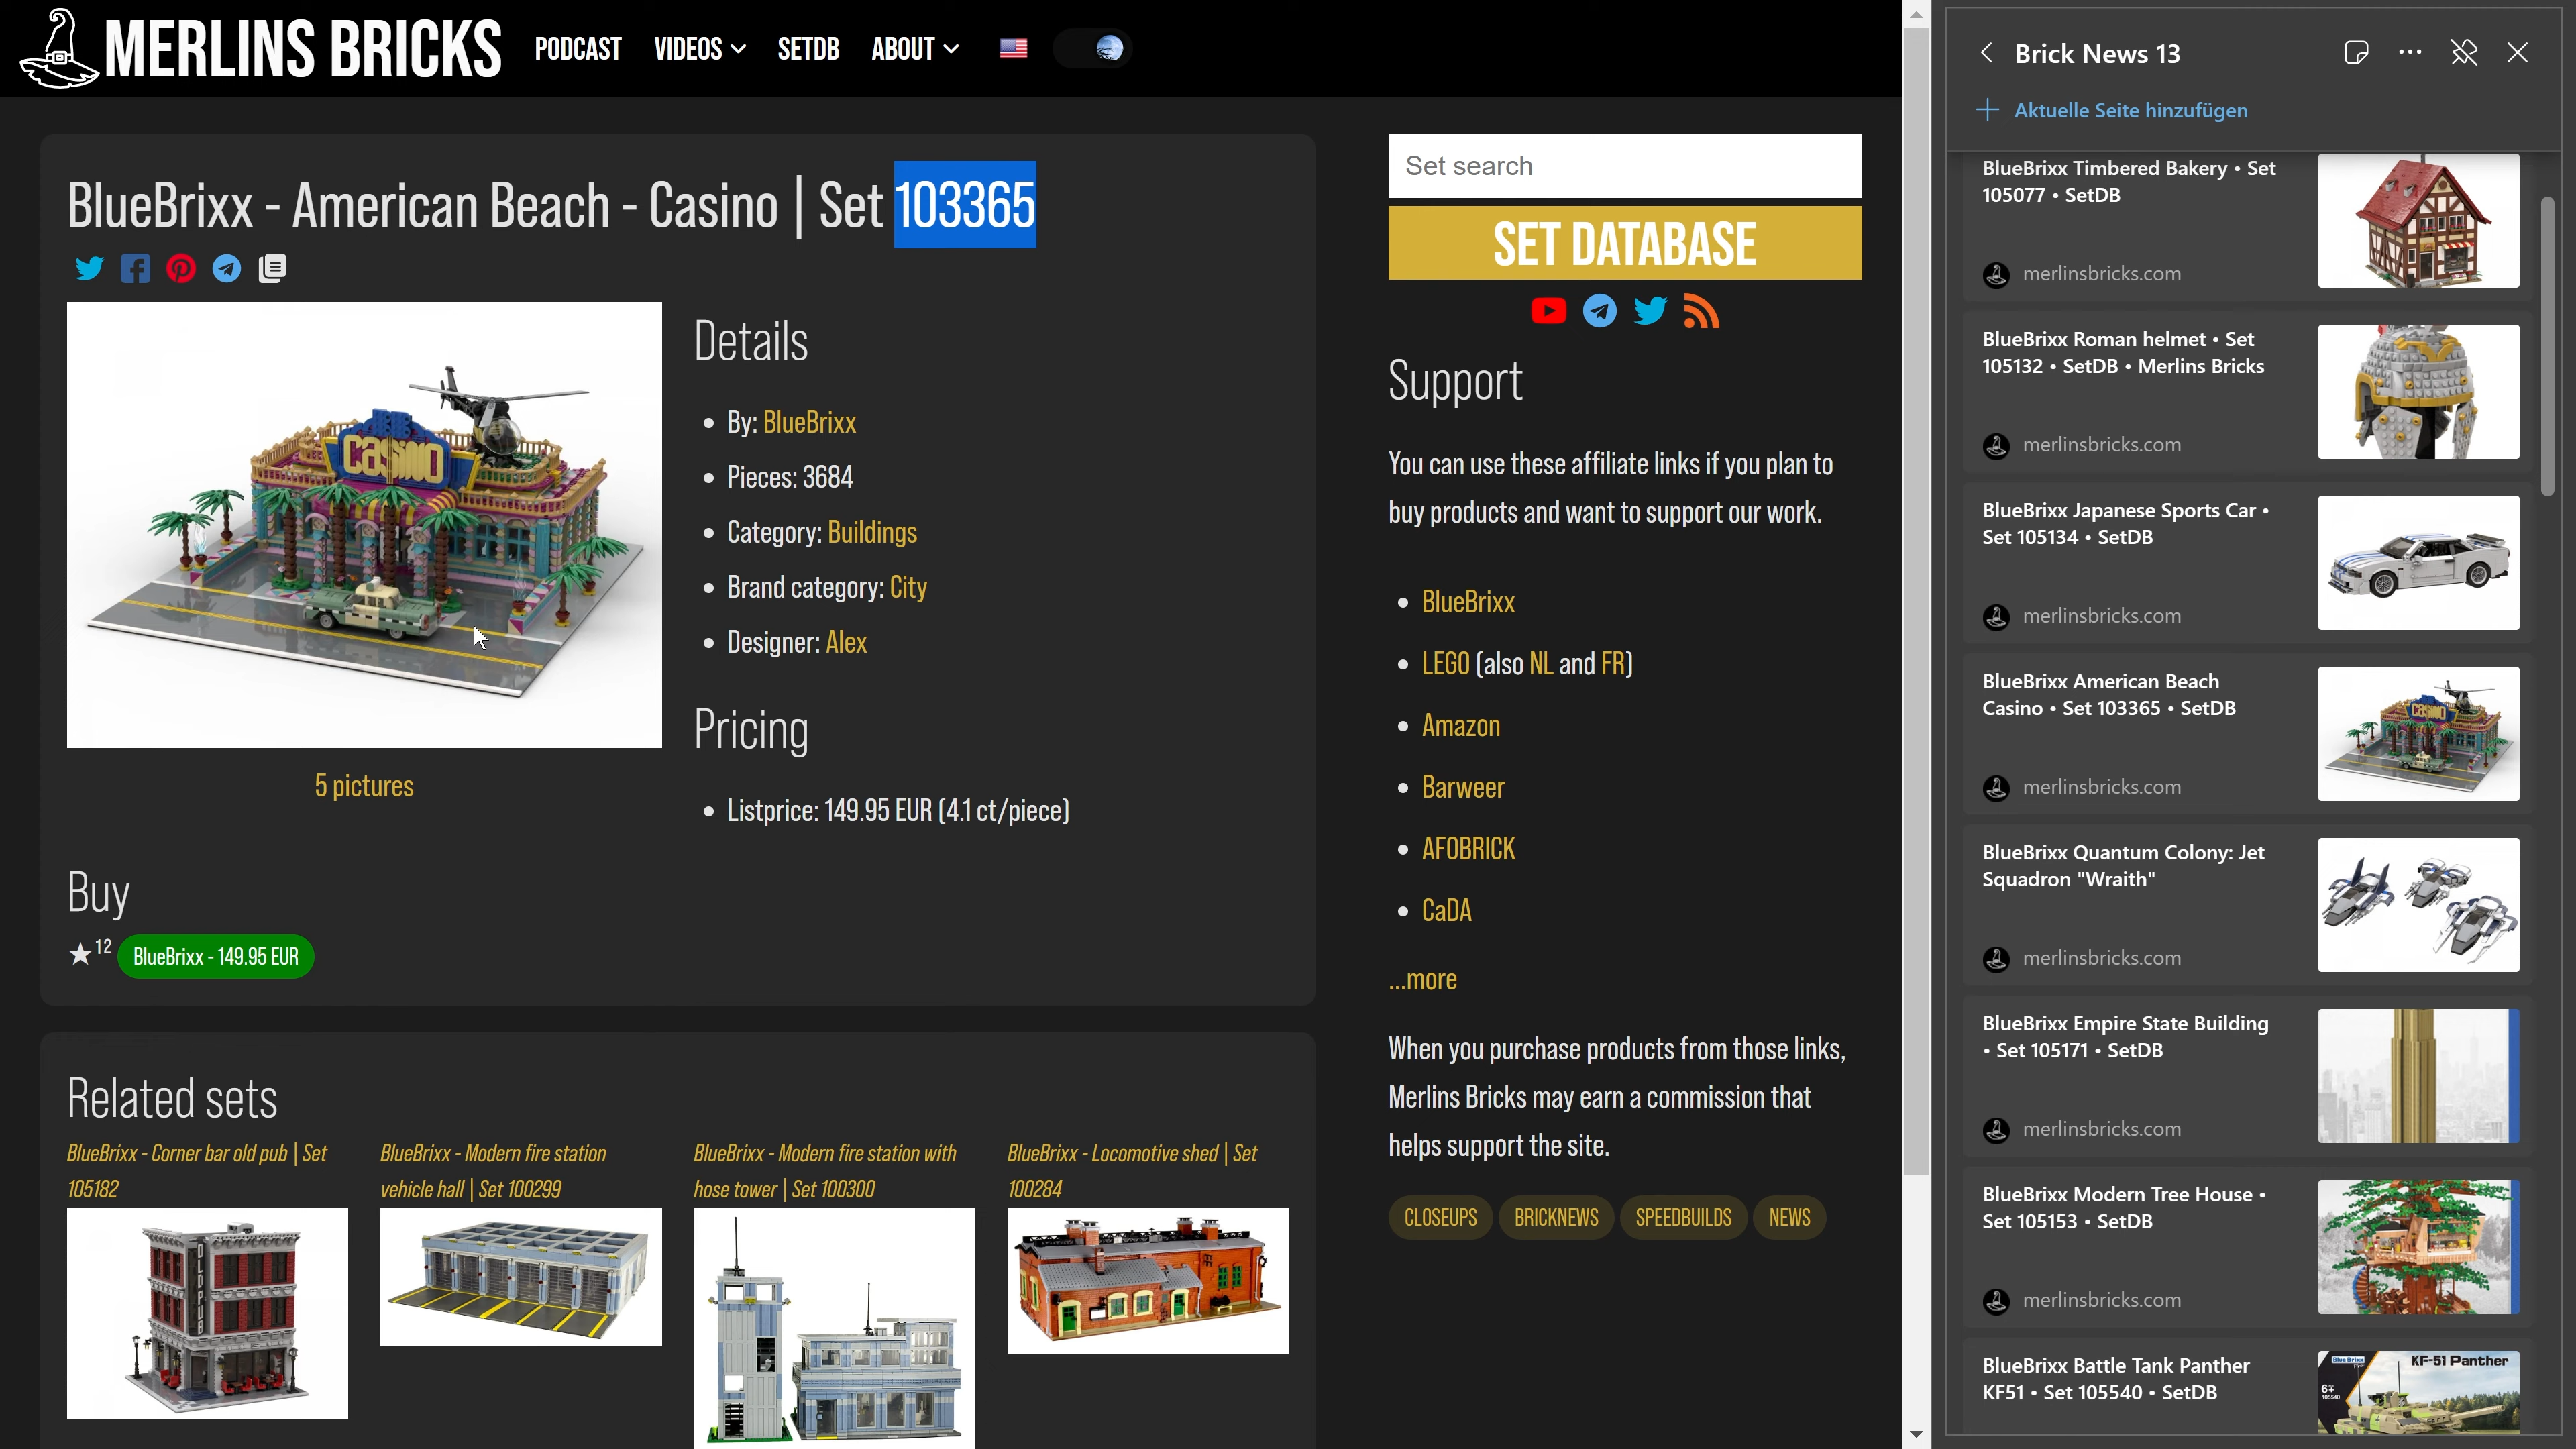 MERLINS BRICKS
PODCAST
VIDEOS
SETDB
ABOUT
BlueBrixx - American Beach - Casino | Set 103365
CASINO
5 pictures
Details
By: BlueBrixx
Pieces: 3684
Category: Buildings
Brand category: City
Designer: Alex
Pricing
Listprice: 149.95 EUR (4.1 ct/piece)
Buy
12
BlueBrixx - 149.95 EUR
Related sets
BlueBrixx - Corner bar old pub | Set
105182
OLD PUB
BlueBrixx - Modern fire station
vehicle hall | Set 100299
BlueBrixx - Modern fire station with
hose tower | Set 100300
BlueBrixx - Locomotive shed | Set
100284
Set search
SET DATABASE
Support
You can use these affiliate links if you plan to
buy products and want to support our work.
BlueBrixx
LEGO (also NL and FR)
Amazon
Barweer
AFOBRICK
CaDA
...more
When you purchase products from those links,
Merlins Bricks may earn a commission that
helps support the site.
CLOSEUPS
BRICKNEWS
SPEEDBUILDS
NEWS
Brick News 13
Aktuelle Seite hinzufügen
BlueBrixx Timbered Bakery • Set
105077 • SetDB
merlinsbricks.com
BlueBrixx Roman helmet • Set
105132 • SetDB • Merlins Bricks
merlinsbricks.com
BlueBrixx Japanese Sports Car •
Set 105134 • SetDB
merlinsbricks.com
BlueBrixx American Beach
Casino • Set 103365 • SetDB
merlinsbricks.com
CASINO
BlueBrixx Quantum Colony: Jet
Squadron "Wraith"
merlinsbricks.com
BlueBrixx Empire State Building
• Set 105171 • SetDB
merlinsbricks.com
BlueBrixx Modern Tree House •
Set 105153 • SetDB
merlinsbricks.com
BlueBrixx Battle Tank Panther
KF51 • Set 105540 • SetDB
Blue Brixx
KF-51 Panther
6+
105540